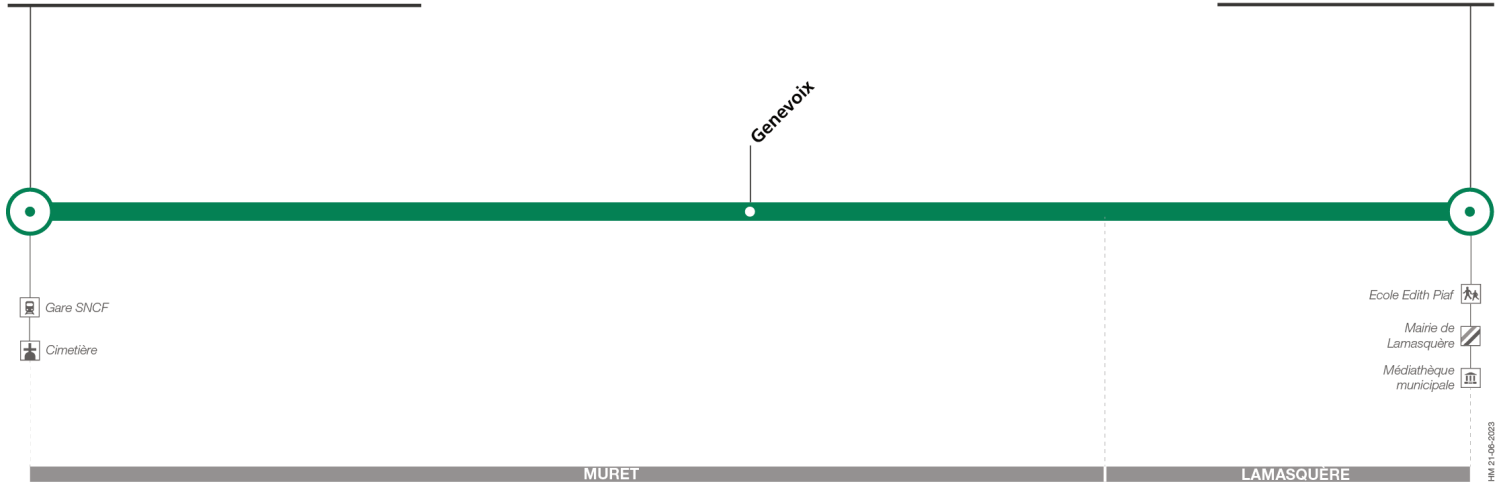 Genevoix
Gare SNCF
Cimetière
Ecole Edith Piaf
Mairie de
Lamasquère
Médiathèque
municipale
MURET
LAMASQUÈRE
HM 21-06-2023